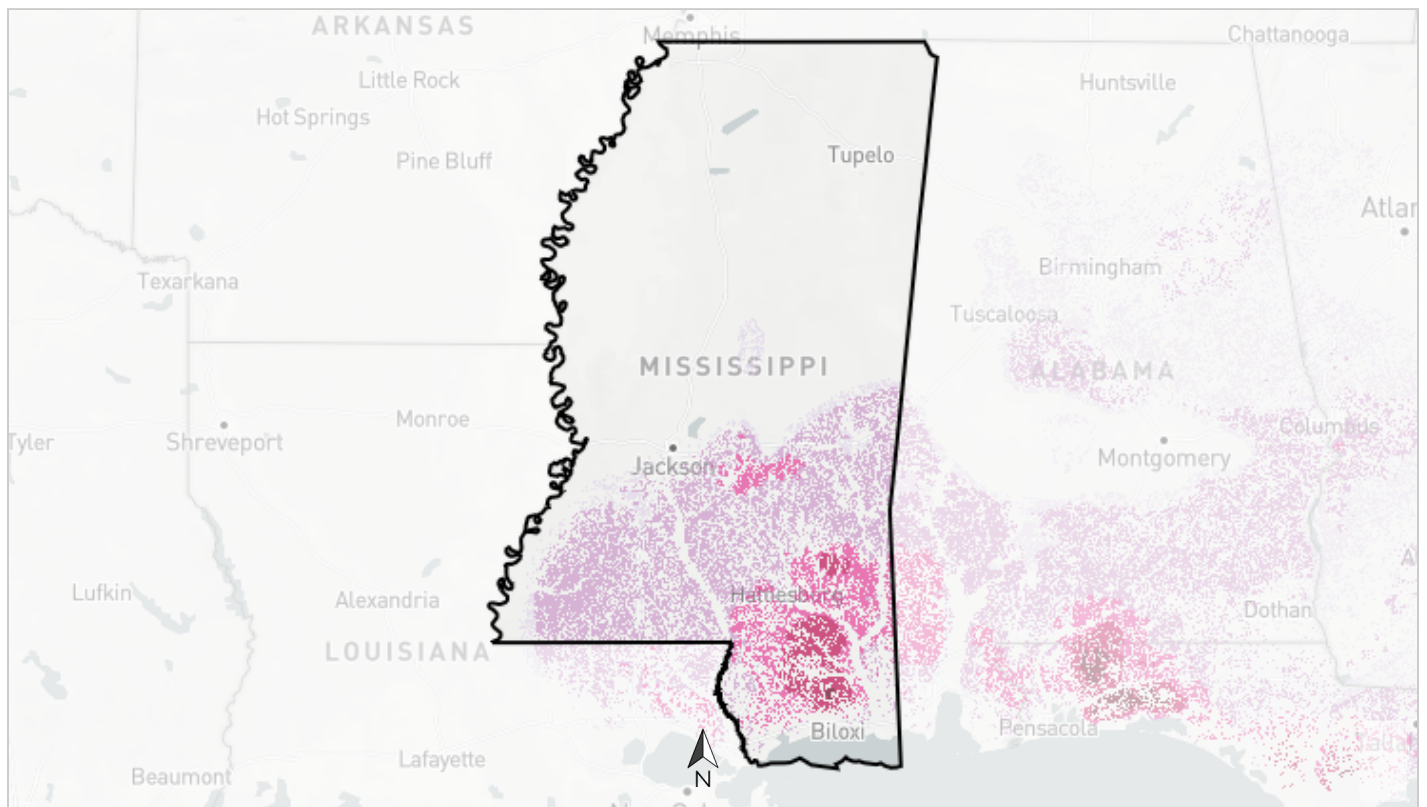 ARKANSAS
Memphis
Chattanooga
Little Rock
Huntsville
Hot Springs
Pine Bluff
Tupelo
Atlan
Birmingham
Texarkana
Tuscaloosa
MISSISSIPPI
ALABAMA
Monroe
Columbus
Tyler
Shreveport
Jackson
Montgomery
Lufkin
Alexandria
Hattiesburg
Dothan
LOUISIANA
Biloxi
Pensacola
Lafayette
Beaumont
N